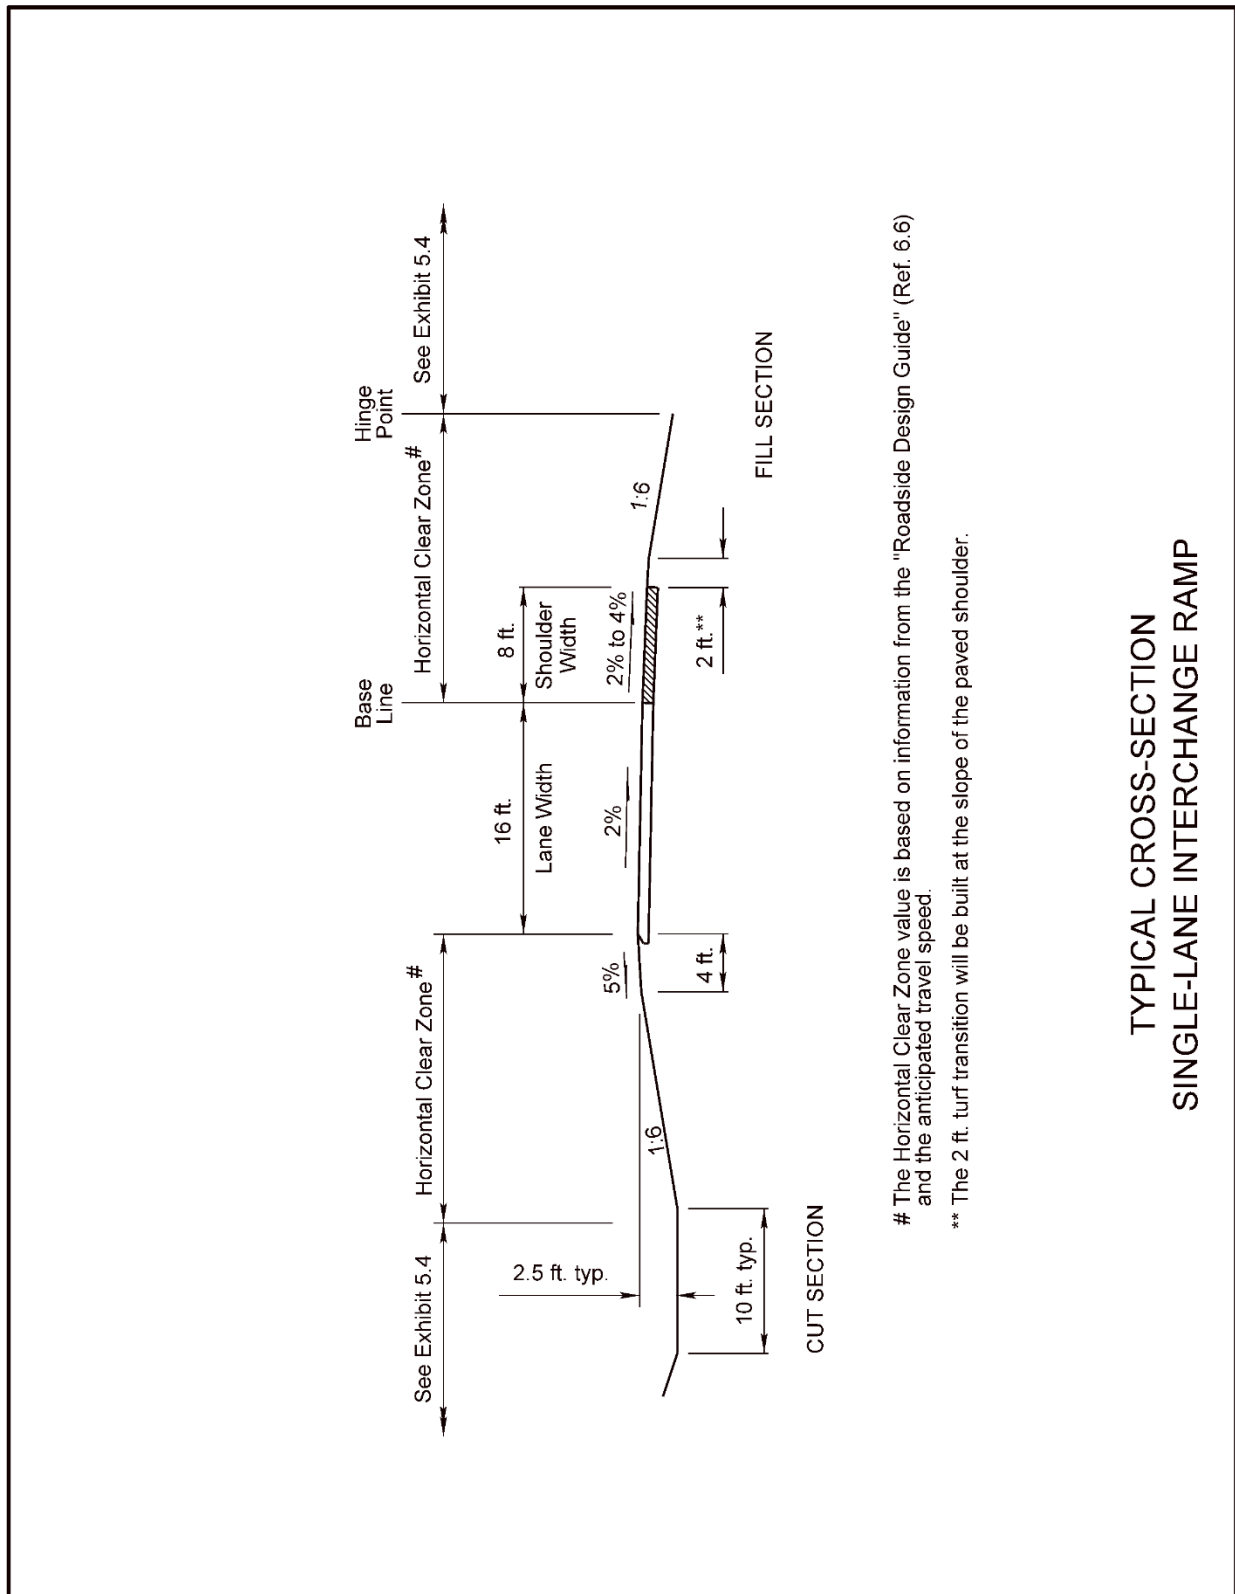 Base
Line
Hinge
Point
See Exhibit 5.4
Horizontal Clear Zone#
Horizontal Clear Zone#
See Exhibit 5.4
2.5 ft. typ.
16 ft.
Lane Width
8 ft.
Shoulder
Width
1:6
5%
2%
2% to 4%
1:6
10 ft. typ.
4 ft.
2 ft.**
CUT SECTION
FILL SECTION
# The Horizontal Clear Zone value is based on information from the "Roadside Design Guide" (Ref. 6.6)
and the anticipated travel speed.
** The 2 ft. turf transition will be built at the slope of the paved shoulder.
TYPICAL CROSS-SECTION
SINGLE-LANE INTERCHANGE RAMP